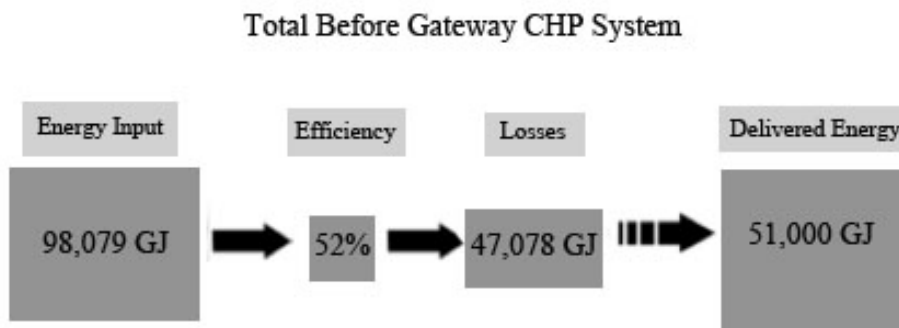 Total Before Gateway CHP System
Energy Input
Efficiency
Losses
Delivered Energy
98,079 GJ
52%
47,078 GJ
51,000 GJ